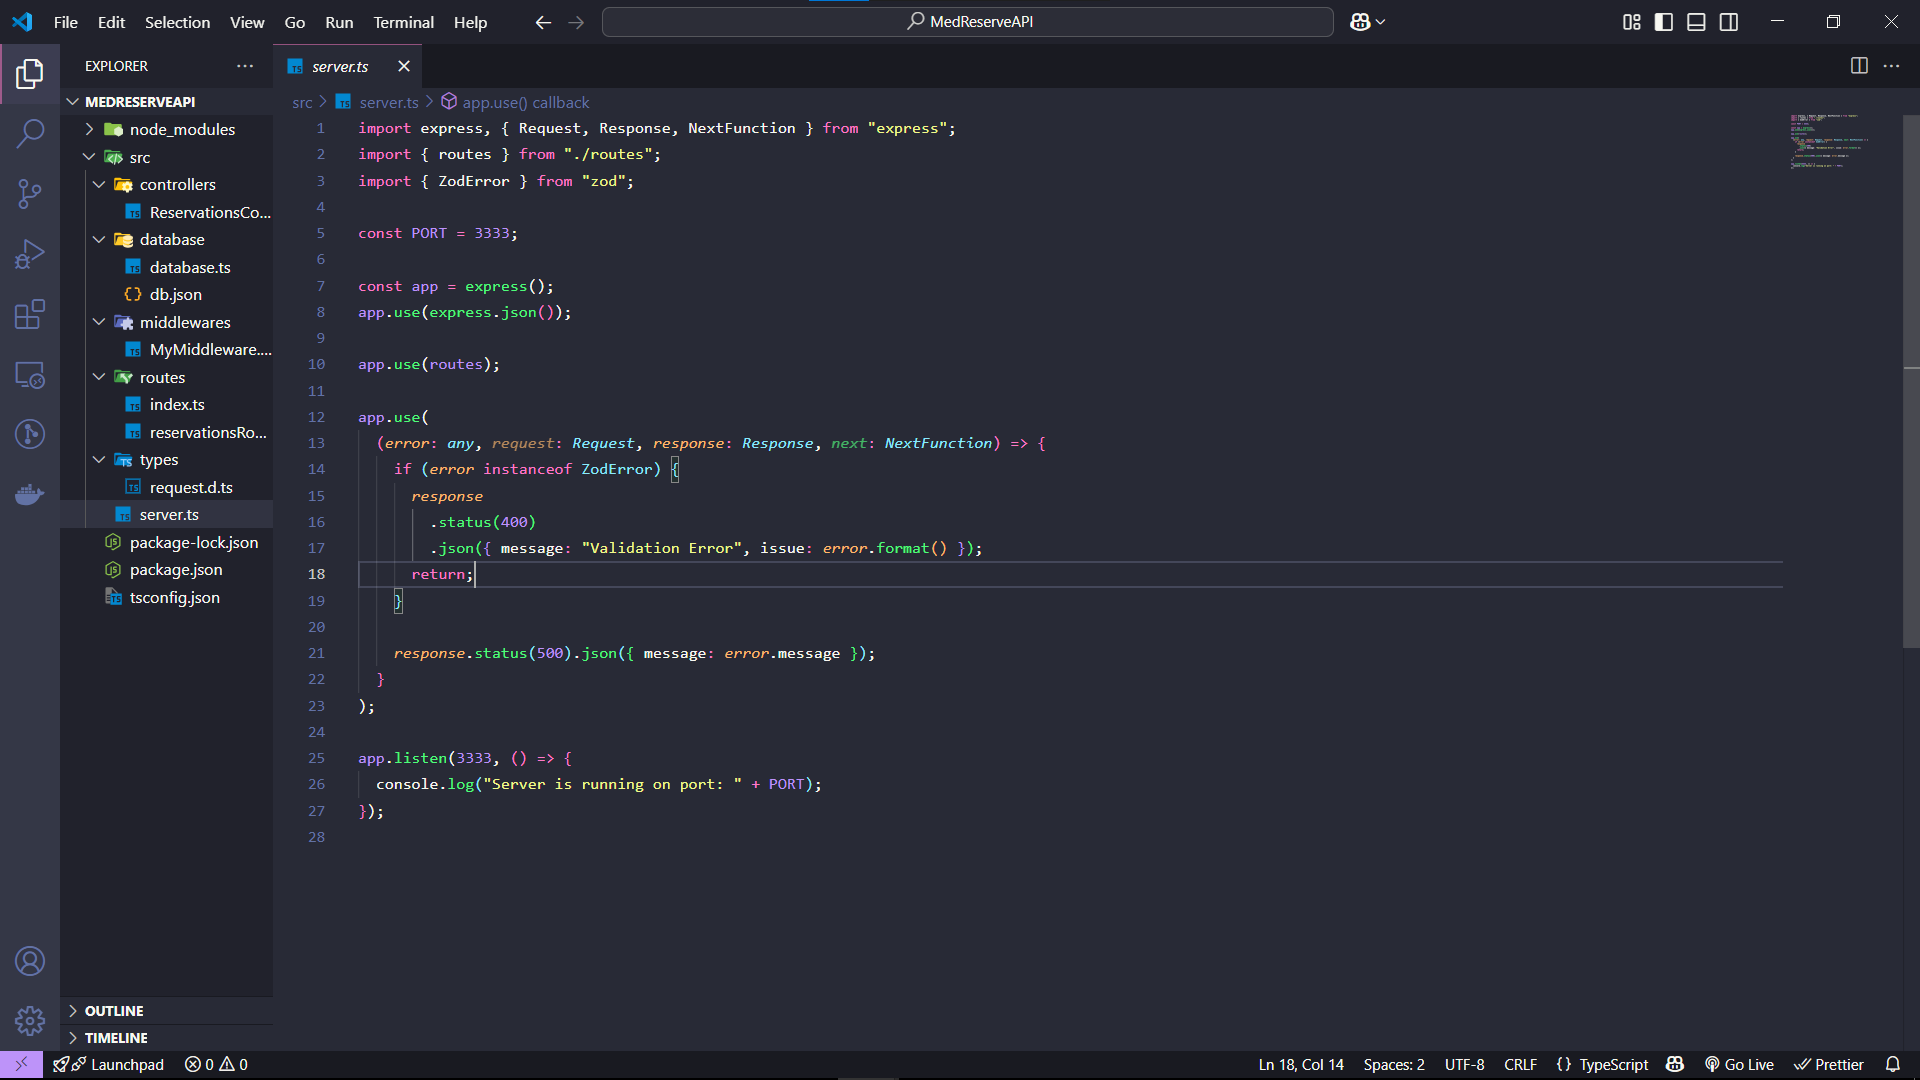 File Edit Selection View Go Run Terminal Help
MedReserveAPI
EXPLORER
MEDRESERVEAPI
node_modules
src
controllers
ReservationsCo...
database
database.ts
db.json
middlewares
MyMiddleware....
routes
index.ts
reservationsRo...
types
request.d.ts
server.ts
package-lock.json
package.json
tsconfig.json
OUTLINE
TIMELINE
server.ts
src > server.ts > app.use() callback
1 import express, { Request, Response, NextFunction } from "express";
2 import { routes } from "./routes";
3 import { ZodError } from "zod";
4
5 const PORT = 3333;
6
7 const app = express();
8 app.use(express.json());
9
10 app.use(routes);
11
12 app.use(
13 (error: any, request: Request, response: Response, next: NextFunction) => {
14 if (error instanceof ZodError) {
15 response
16 .status(400)
17 .json({ message: "Validation Error", issue: error.format() });
18 return;
19 }
20
21 response.status(500).json({ message: error.message });
22 }
23 );
24
25 app.listen(3333, () => {
26 console.log("Server is running on port: " + PORT);
27 });
28
Launchpad 0 0 Ln 18, Col 14 Spaces: 2 UTF-8 CRLF {} TypeScript Go Live Prettier